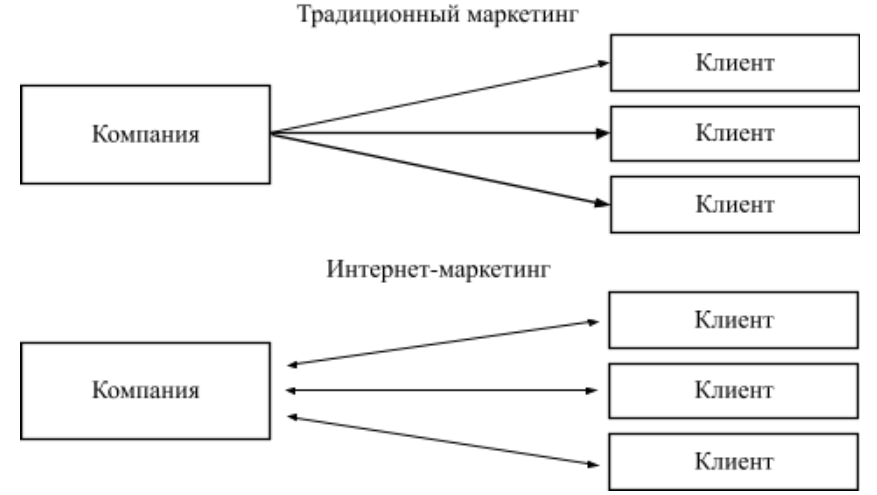 Традиционный маркетинг
Клиент
Компания
Клиент
Клиент
Интернет-маркетинг
Клиент
Компания
Клиент
Клиент